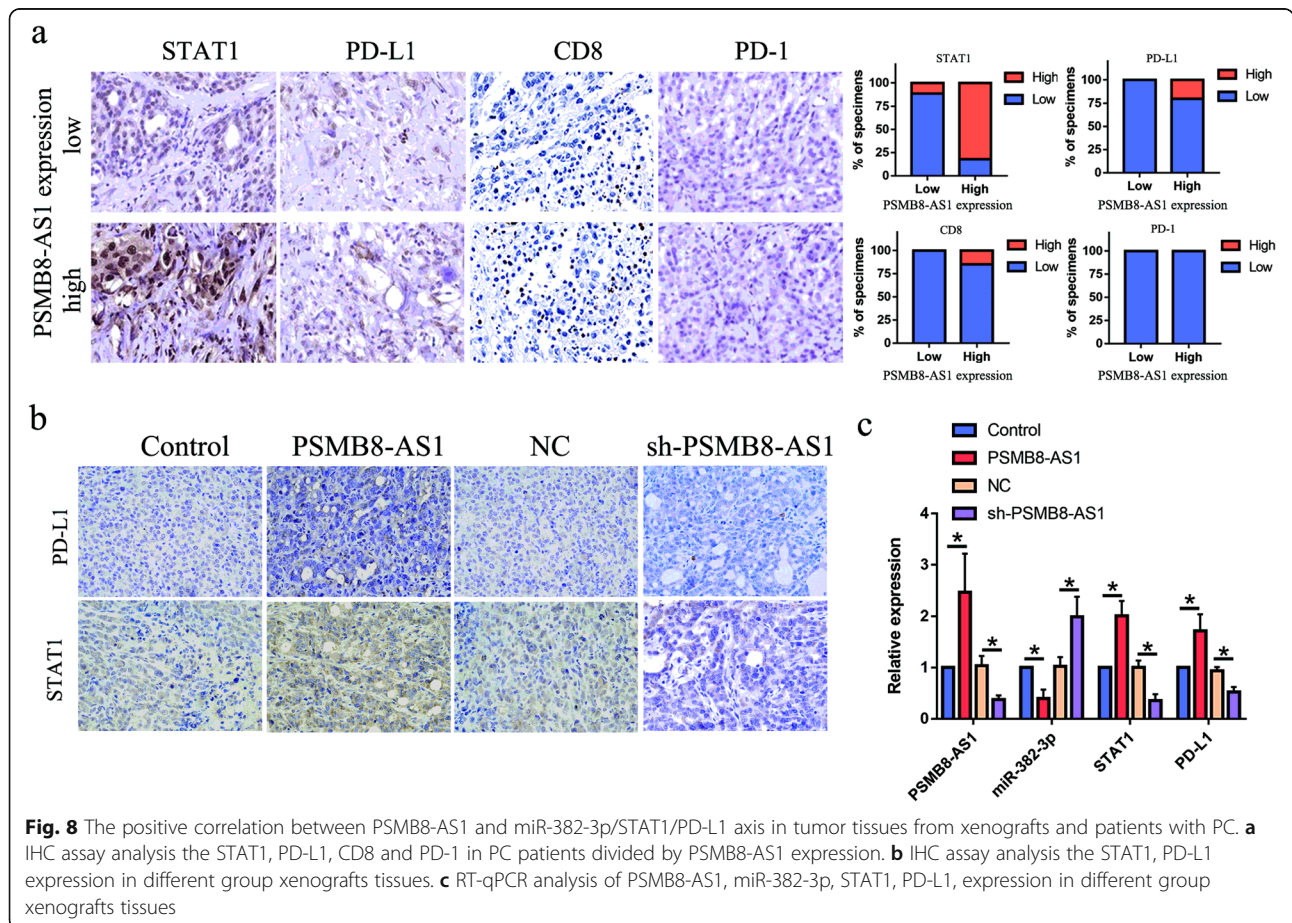 a
STAT1 PD-L1 CD8 PD-1
PSMB8-AS1 expression
low
high
STAT1
High
Low
% of specimens
100
75
50
25
0
Low High
PSMB8-AS1 expression
PD-L1
High
Low
% of specimens
100
75
50
25
0
Low High
PSMB8-AS1 expression
CD8
High
Low
% of specimens
100
75
50
25
0
Low High
PSMB8-AS1 expression
PD-1
High
Low
% of specimens
100
75
50
25
0
Low High
PSMB8-AS1 expression
b
Control PSMB8-AS1 NC sh-PSMB8-AS1
PD-L1
STAT1
c
Control
PSMB8-AS1
NC
sh-PSMB8-AS1
Relative expression
4
3
2
1
0
* * * * * * * *
PSMB8-AS1 miR-382-3p STAT1 PD-L1
Fig. 8 The positive correlation between PSMB8-AS1 and miR-382-3p/STAT1/PD-L1 axis in tumor tissues from xenografts and patients with PC. a
IHC assay analysis the STAT1, PD-L1, CD8 and PD-1 in PC patients divided by PSMB8-AS1 expression. b IHC assay analysis the STAT1, PD-L1
expression in different group xenografts tissues. c RT-qPCR analysis of PSMB8-AS1, miR-382-3p, STAT1, PD-L1, expression in different group
xenografts tissues